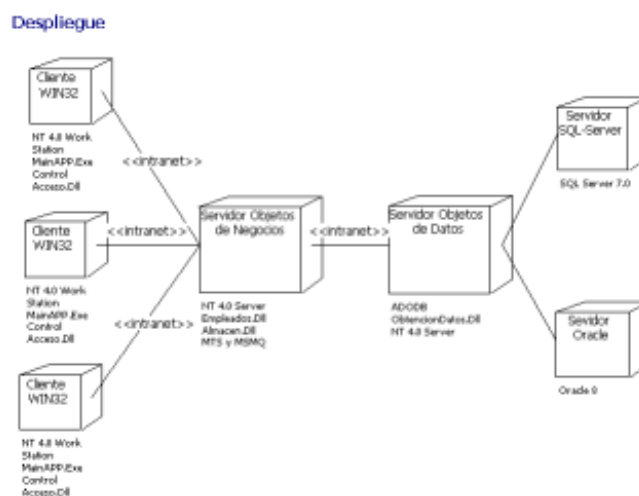 Despliegue
Cliente
WIN32
NT 4.0 Work
Station
MainAPP.Exe
Control
Acceso.Dll
<<intranet>>
Cliente
WIN32
NT 4.0 Work
Station
MainAPP.Exe
Control
Acceso.Dll
<<intranet>>
Cliente
WIN32
NT 4.0 Work
Station
MainAPP.Exe
Control
Acceso.Dll
<<intranet>>
Servidor Objetos
de Negocios
NT 4.0 Server
Empleados.Dll
Almacen.Dll
MTS y MSMQ
<<intranet>>
Servidor Objetos
de Datos
ADODB
ObtencionDatos.Dll
NT 4.0 Server
Servidor
SQL-Server
SQL Server 7.0
Sevidor
Oracle
Oracle 8